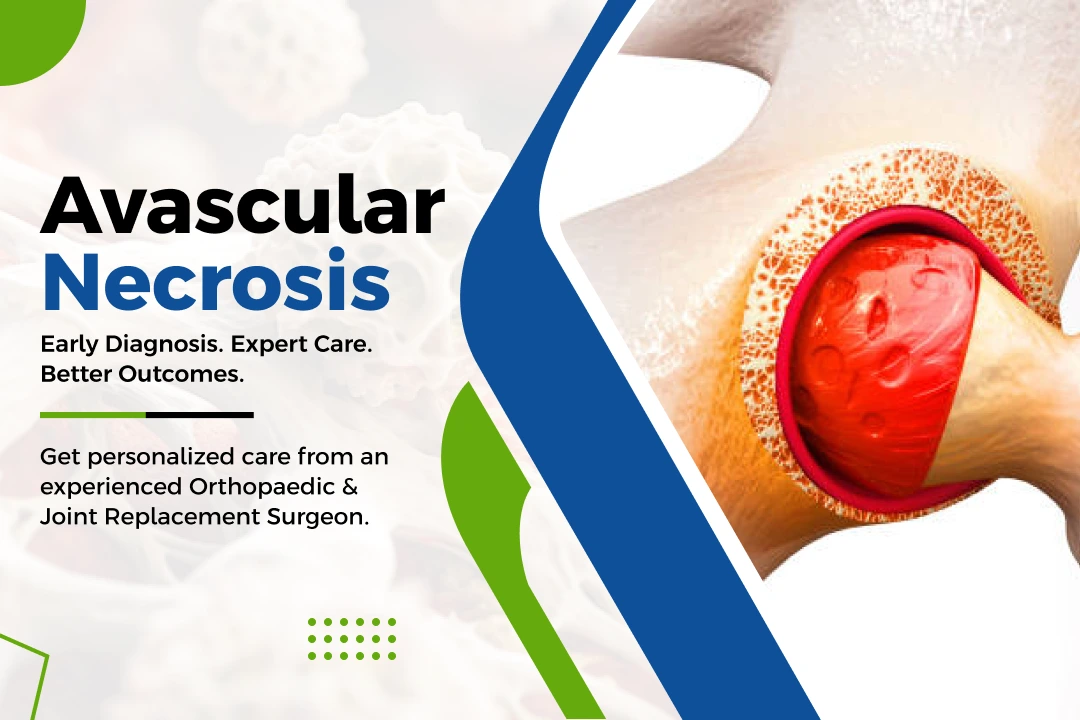 Avascular
Necrosis
Early Diagnosis. Expert Care.
Better Outcomes.
Get personalized care from an
experienced Orthopaedic &
Joint Replacement Surgeon.